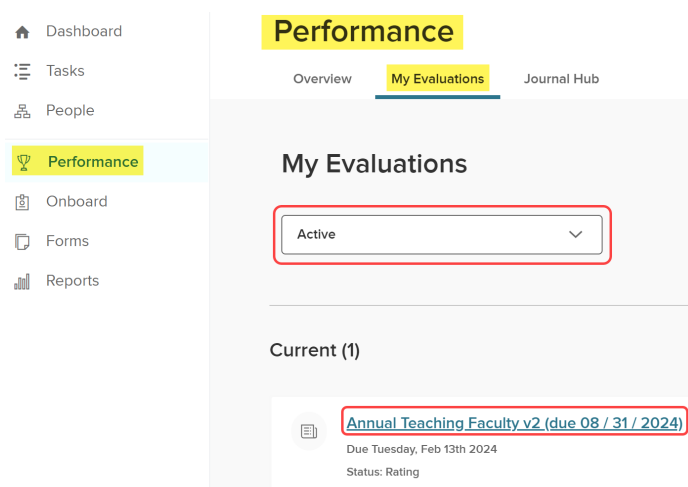 Dashboard
Tasks
People
Performance
Onboard
Forms
Reports
Performance
Overview My Evaluations Journal Hub
My Evaluations
Active
Current (1)
Annual Teaching Faculty v2 (due 08 / 31 / 2024)
Due Tuesday, Feb 13th 2024
Status: Rating